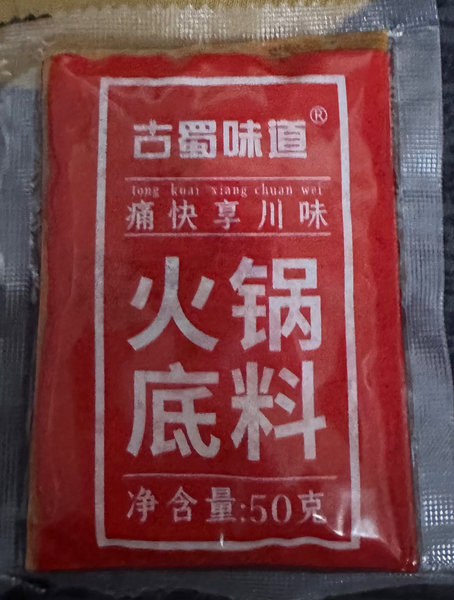 古蜀味道®
tong kuai xiang chuan wei
痛快享川味
火锅
底料
净含量:50克